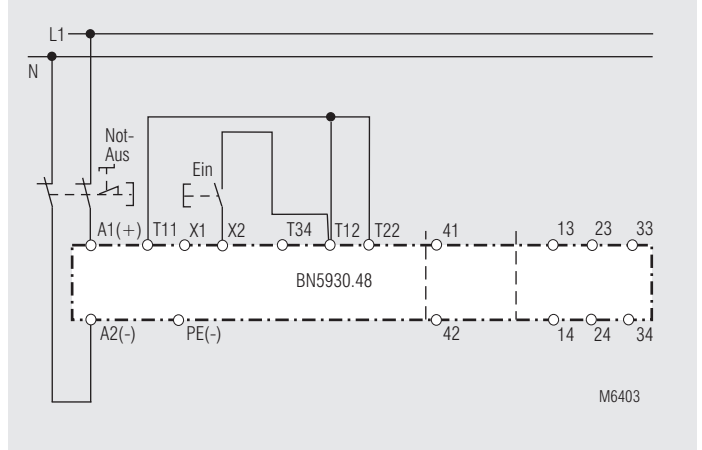 L1
N
Not-
Aus
Ein
A1(+) T11 X1 X2 T34 T12 T22 41 13 23 33
BN5930.48
A2(-) PE(-) 42 14 24 34
M6403